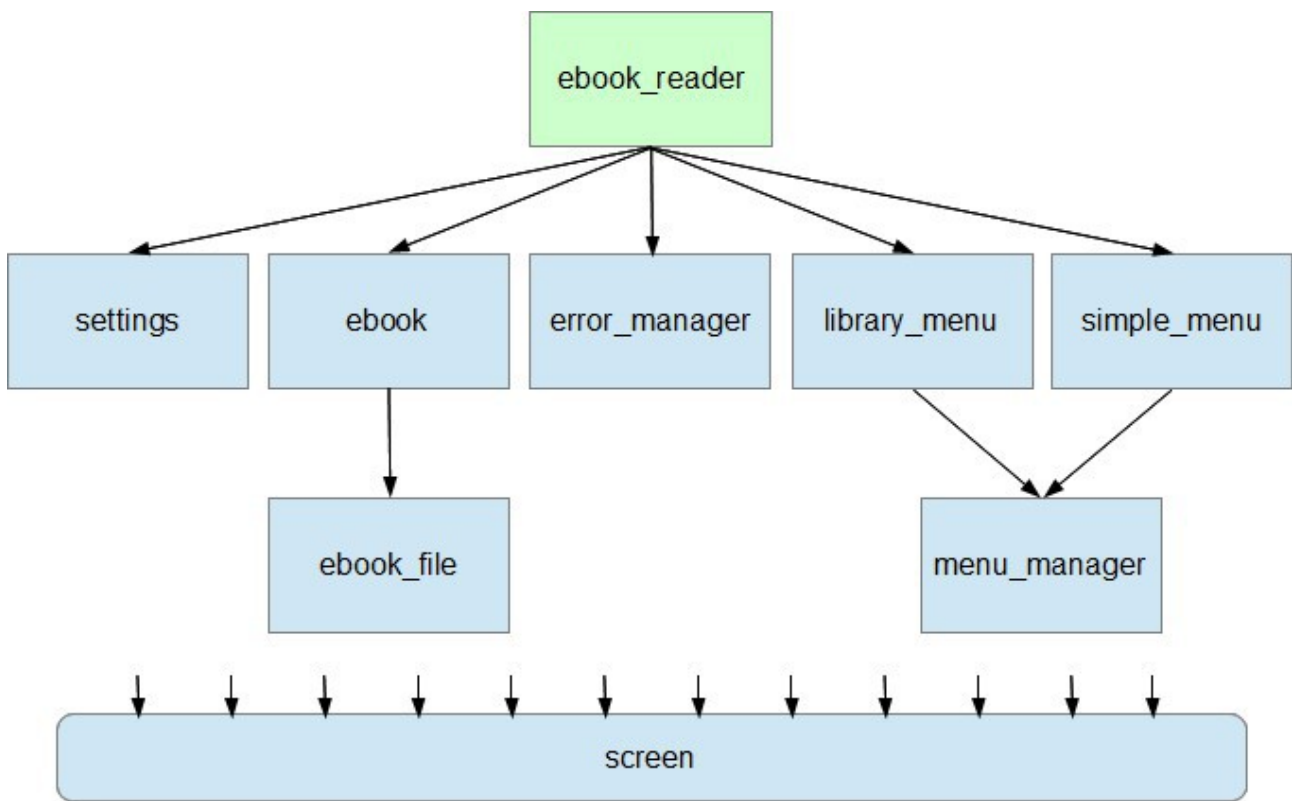 ebook_reader
settings
ebook
error_manager
library_menu
simple_menu
ebook_file
menu_manager
screen